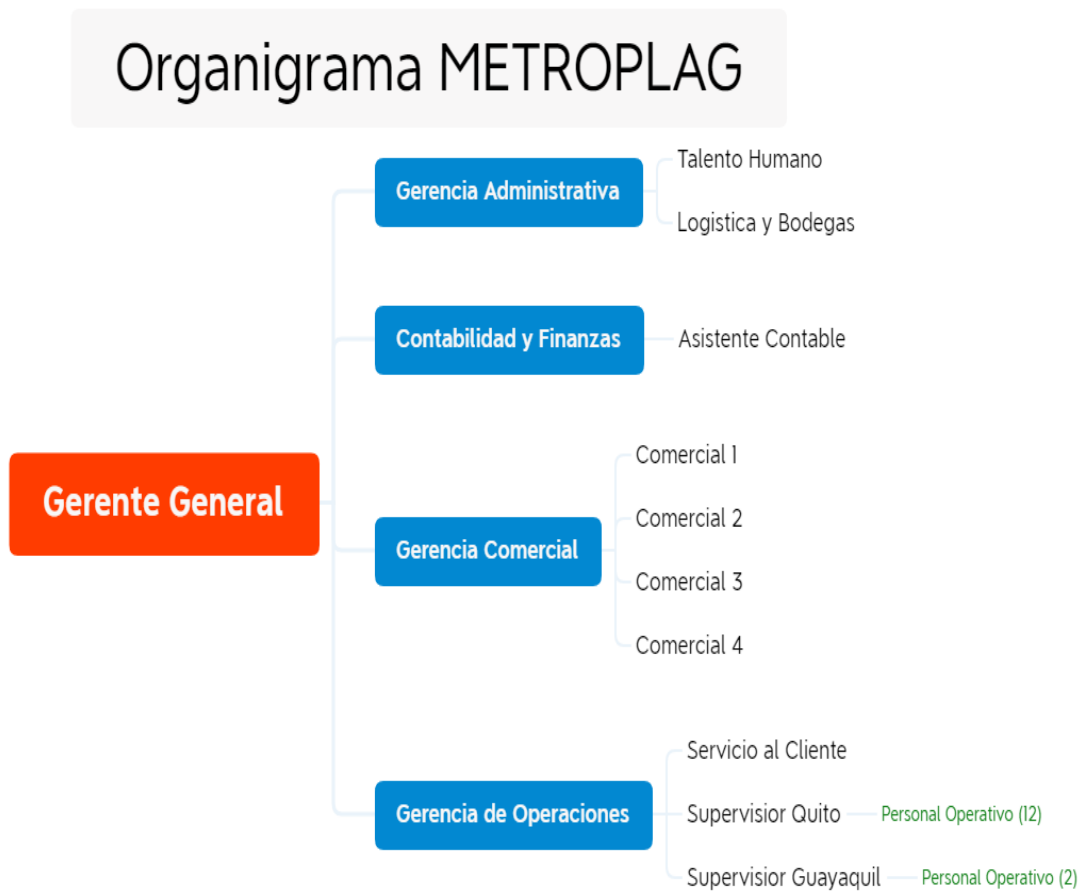 Organigrama METROPLAG
Talento Humano
Gerencia Administrativa
Logistica y Bodegas
Contabilidad y Finanzas
Asistente Contable
Gerente General
Comercial 1
Comercial 2
Gerencia Comercial
Comercial 3
Comercial 4
Servicio al Cliente
Gerencia de Operaciones
Supervisior Quito
Personal Operativo (12)
Supervisior Guayaquil
Personal Operativo (2)